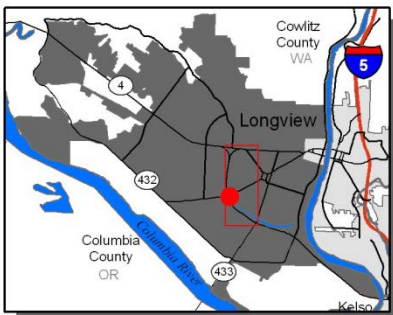 Cowlitz
County
WA
5
4
Longview
432
Columbia River
Columbia
County
OR
433
Kelso